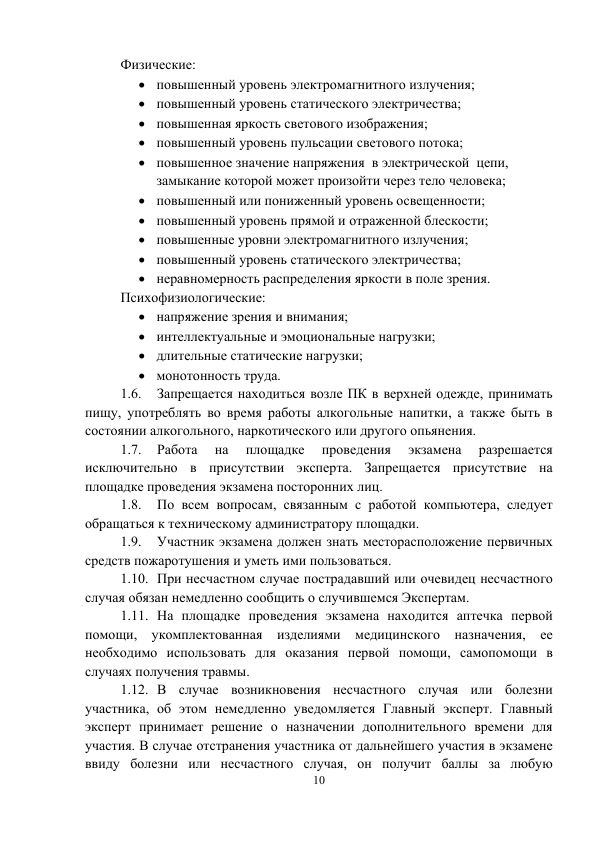 Физические:
• повышенный уровень электромагнитного излучения;
• повышенный уровень статического электричества;
• повышенная яркость светового изображения;
• повышенный уровень пульсации светового потока;
• повышенное значение напряжения в электрической цепи,
замыкание которой может произойти через тело человека;
• повышенный или пониженный уровень освещенности;
• повышенный уровень прямой и отраженной блескости;
• повышенные уровни электромагнитного излучения;
• повышенный уровень статического электричества;
• неравномерность распределения яркости в поле зрения.
Психофизиологические:
• напряжение зрения и внимания;
• интеллектуальные и эмоциональные нагрузки;
• длительные статические нагрузки;
• монотонность труда.
1.6. Запрещается находиться возле ПК в верхней одежде, принимать
пищу, употреблять во время работы алкогольные напитки, а также быть в
состоянии алкогольного, наркотического или другого опьянения.
1.7. Работа на площадке проведения экзамена разрешается
исключительно в присутствии эксперта. Запрещается присутствие на
площадке проведения экзамена посторонних лиц.
1.8. По всем вопросам, связанным с работой компьютера, следует
обращаться к техническому администратору площадки.
1.9. Участник экзамена должен знать месторасположение первичных
средств пожаротушения и уметь ими пользоваться.
1.10. При несчастном случае пострадавший или очевидец несчастного
случая обязан немедленно сообщить о случившемся Экспертам.
1.11. На площадке проведения экзамена находится аптечка первой
помощи, укомплектованная изделиями медицинского назначения, ее
необходимо использовать для оказания первой помощи, самопомощи в
случаях получения травмы.
1.12. В случае возникновения несчастного случая или болезни
участника, об этом немедленно уведомляется Главный эксперт. Главный
эксперт принимает решение о назначении дополнительного времени для
участия. В случае отстранения участника от дальнейшего участия в экзамене
ввиду болезни или несчастного случая, он получит баллы за любую
10